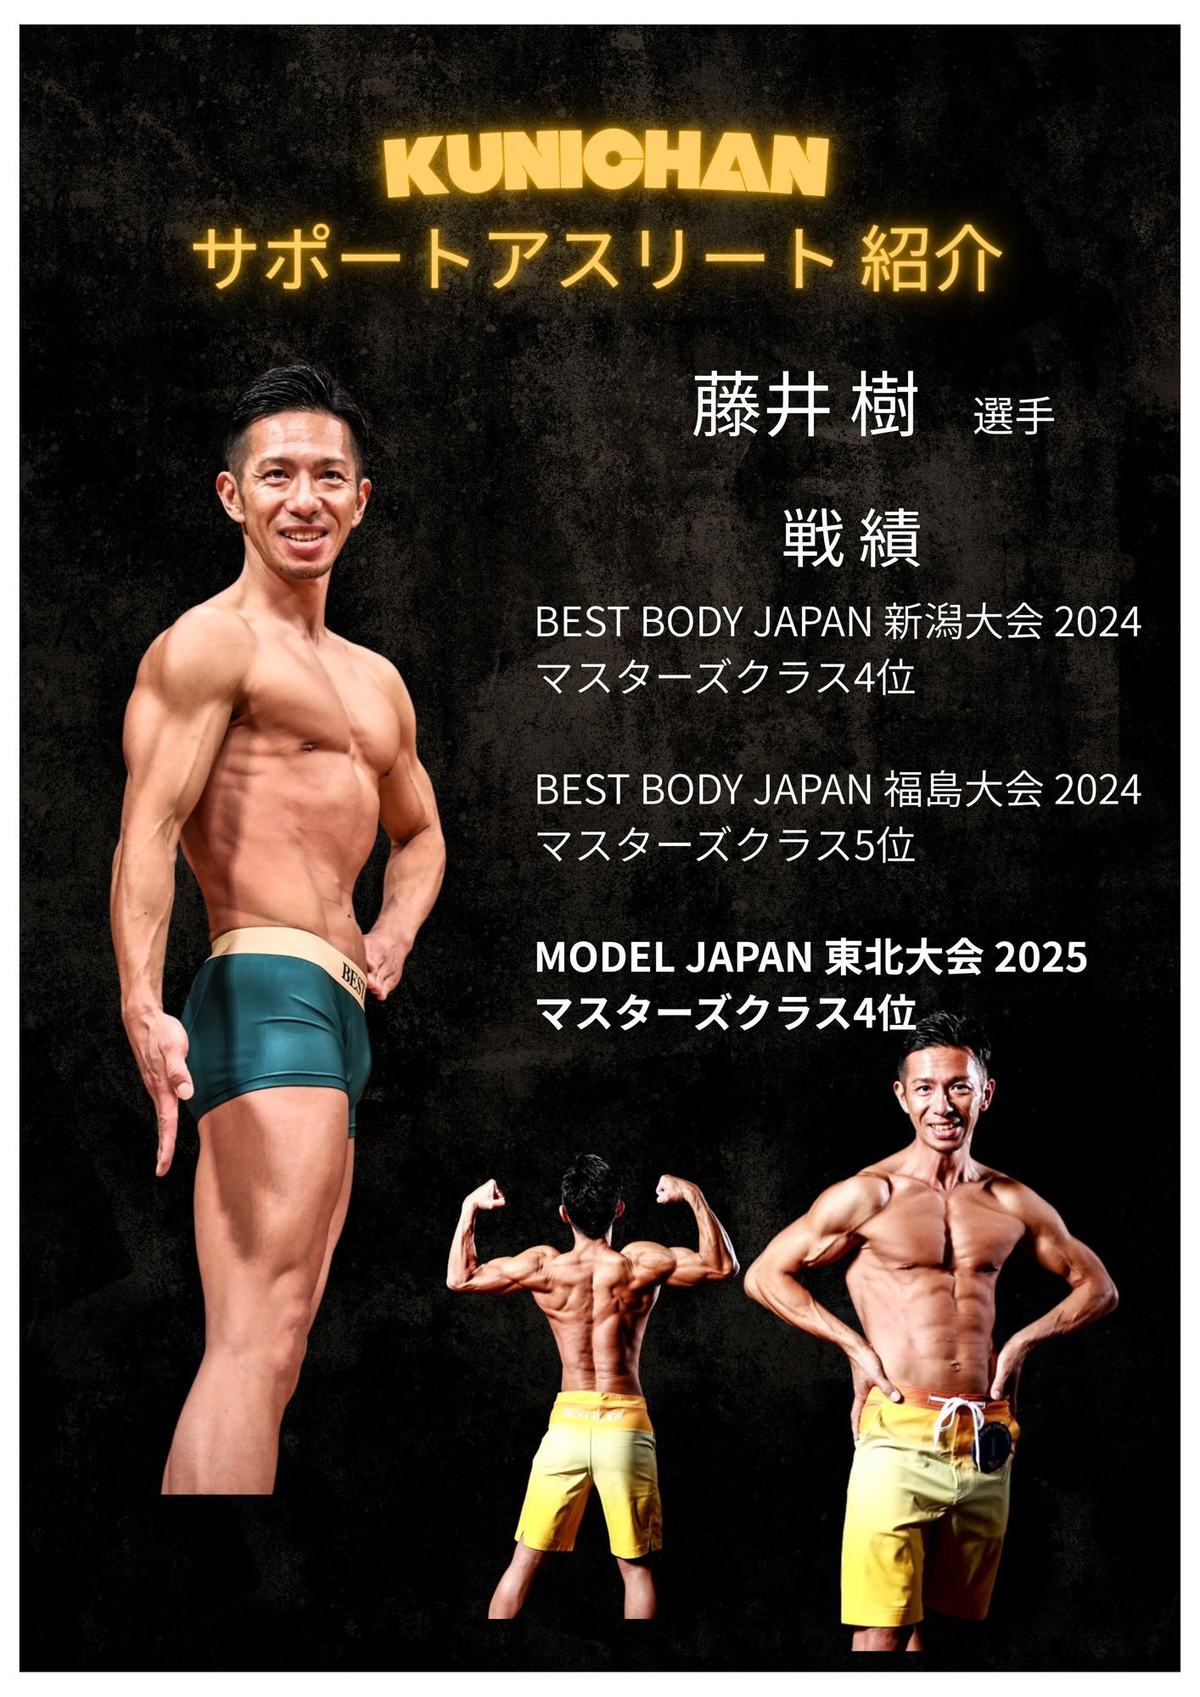 KUNICHAN
サポートアスリート 紹介
藤井 樹 選手
戦 績
BEST BODY JAPAN 新潟大会 2024
マスターズクラス4位
BEST BODY JAPAN 福島大会 2024
マスターズクラス5位
MODEL JAPAN 東北大会 2025
マスターズクラス4位
BEST